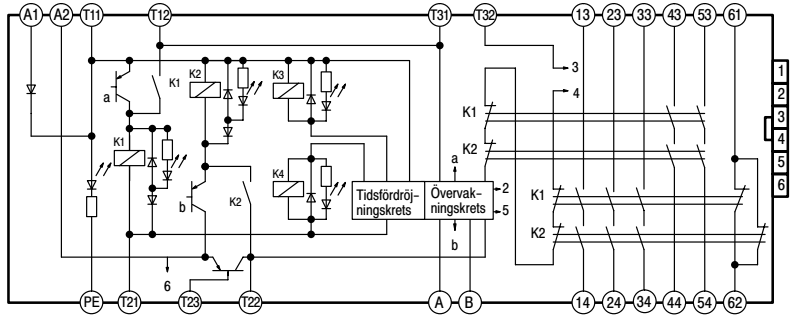 A1 A2 T11 T12 T31 T32 13 23 33 43 53 61
K1 K2 K3 3 1
a 4 2
K1 3
K1 4
K2 5
K4 a 6
b K2 Tidsfördröj-
ningskrets Övervak-
ningskrets 2 K1
5
b K2
6
PE T21 T23 T22 A B 14 24 34 44 54 62